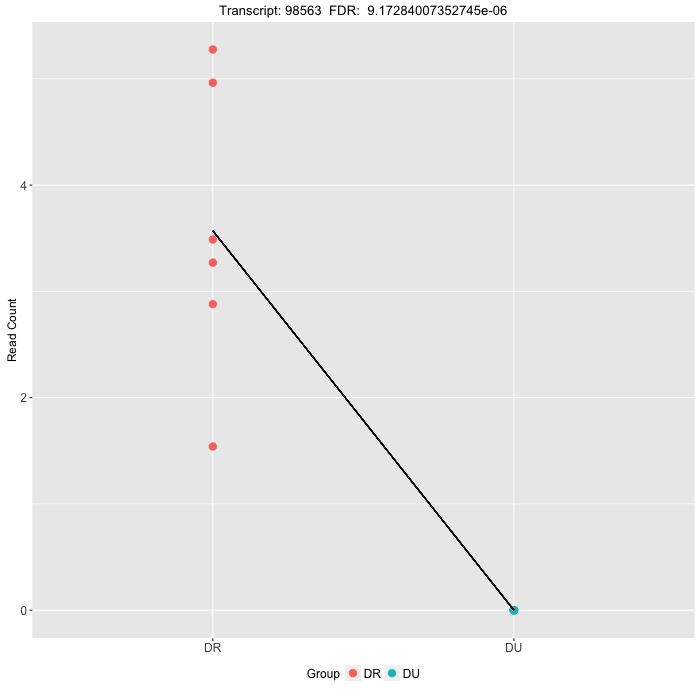 Transcript: 98563  FDR:  9.17284007352745e-06
Read Count
4
2
0
DR DU
Group DR DU